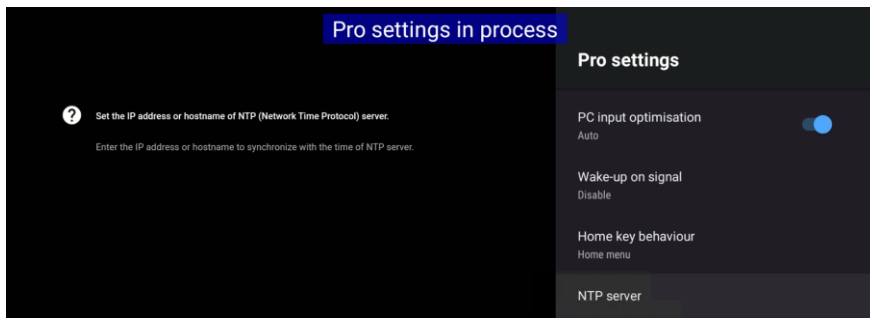 Pro settings in process
Pro settings
Set the IP address or hostname of NTP (Network Time Protocol) server.
Enter the IP address or hostname to synchronize with the time of NTP server.
PC input optimisation
Auto
Wake-up on signal
Disable
Home key behaviour
Home menu
NTP server